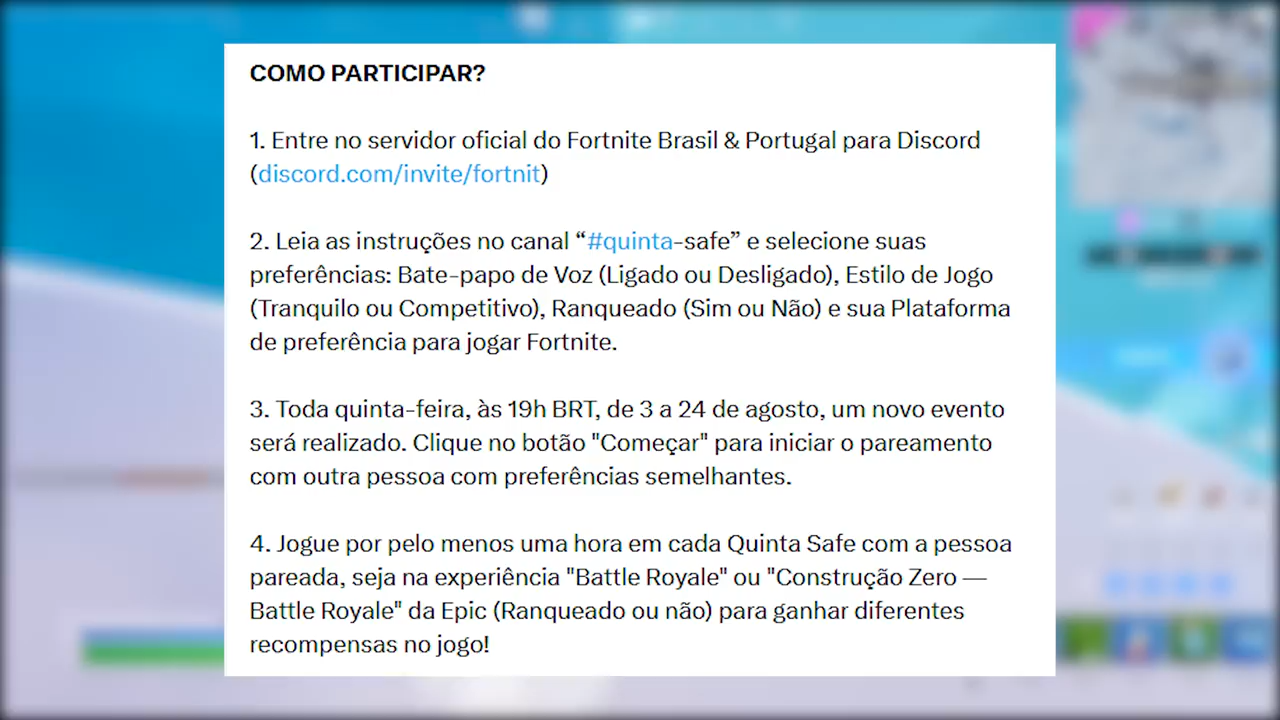 COMO PARTICIPAR?
1. Entre no servidor oficial do Fortnite Brasil & Portugal para Discord
(discord.com/invite/fortnit)
2. Leia as instruções no canal “#quinta-safe” e selecione suas
preferências: Bate-papo de Voz (Ligado ou Desligado), Estilo de Jogo
(Tranquilo ou Competitivo), Ranqueado (Sim ou Não) e sua Plataforma
de preferência para jogar Fortnite.
3. Toda quinta-feira, às 19h BRT, de 3 a 24 de agosto, um novo evento
será realizado. Clique no botão "Começar" para iniciar o pareamento
com outra pessoa com preferências semelhantes.
4. Jogue por pelo menos uma hora em cada Quinta Safe com a pessoa
pareada, seja na experiência "Battle Royale" ou "Construção Zero —
Battle Royale" da Epic (Ranqueado ou não) para ganhar diferentes
recompensas no jogo!